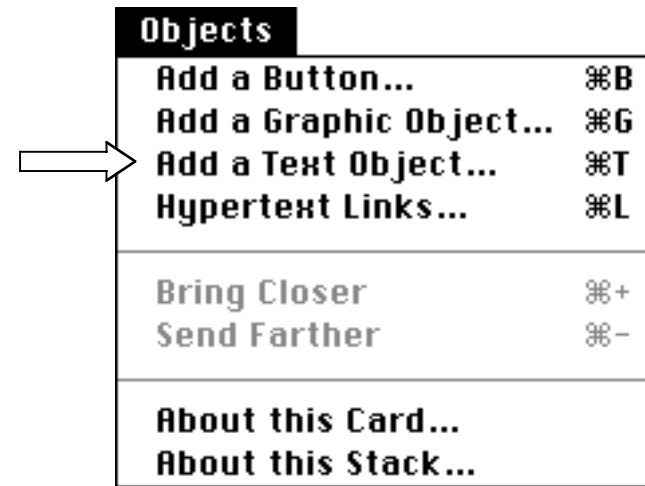 Objects
Add a Button... ⌘B
Add a Graphic Object... ⌘G
Add a Text Object... ⌘T
Hypertext Links... ⌘L
Bring Closer ⌘+
Send Farther ⌘-
About this Card...
About this Stack...